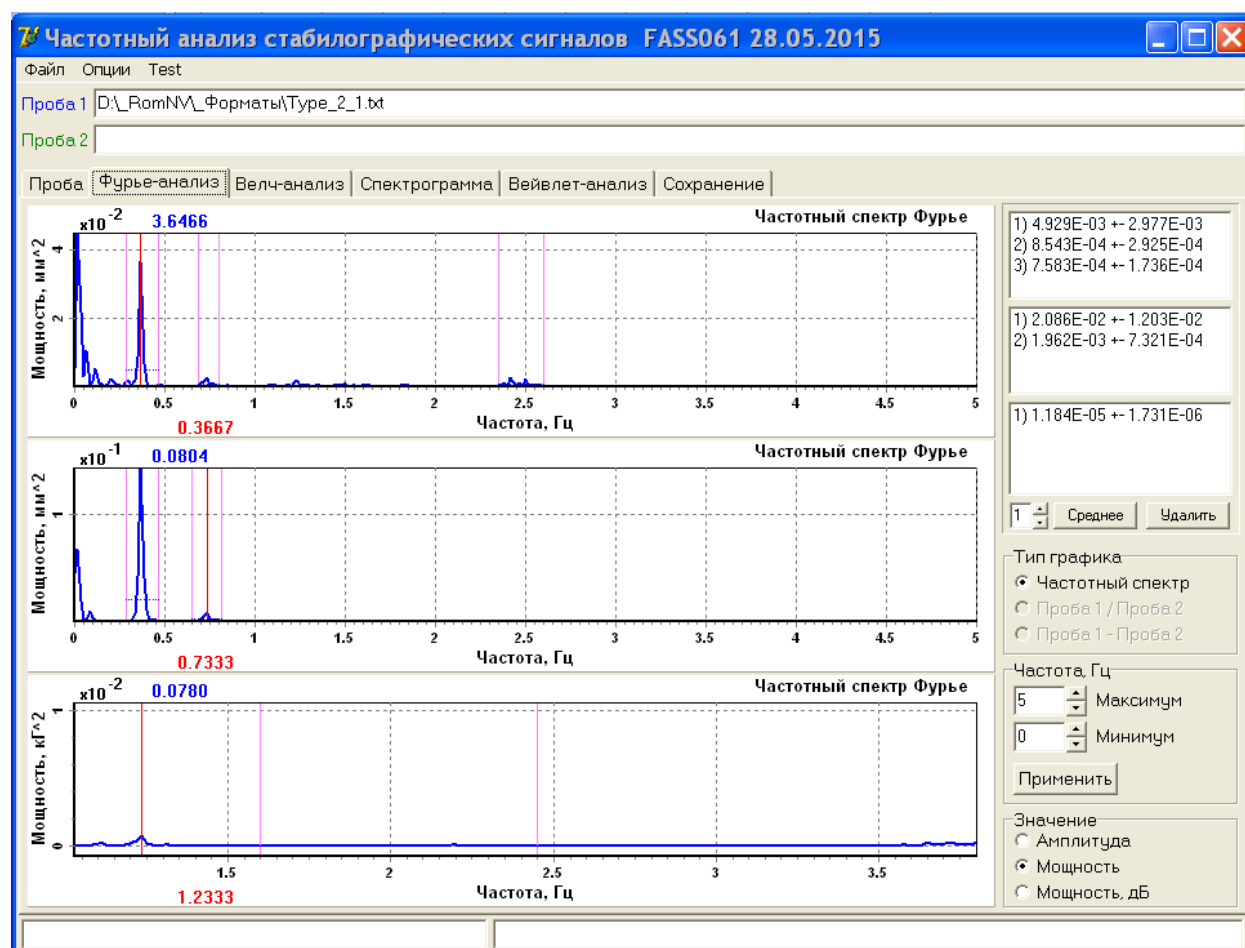 Частотный анализ стабилографических сигналов FASS061 28.05.2015
Файл Опции Test
Проба 1 D:\_RomNV\_Форматы\Type_2_1.txt
Проба 2
Проба Фурье-анализ Велч-анализ Спектрограмма Вейвлет-анализ Сохранение
x10^-2 3.6466 Частотный спектр Фурье
Мощность, мм^2
4
2
0 0.5 1 1.5 2 2.5 3 3.5 4 4.5 5
0.3667 Частота, Гц
x10^-1 0.0804 Частотный спектр Фурье
Мощность, мм^2
1
0 0.5 1 1.5 2 2.5 3 3.5 4 4.5 5
0.7333 Частота, Гц
x10^-2 0.0780 Частотный спектр Фурье
Мощность, кГ^2
1
0
1.5 2 2.5 3 3.5
1.2333 Частота, Гц
1) 4.929E-03 +- 2.977E-03
2) 8.543E-04 +- 2.925E-04
3) 7.583E-04 +- 1.736E-04
1) 2.086E-02 +- 1.203E-02
2) 1.962E-03 +- 7.321E-04
1) 1.184E-05 +- 1.731E-06
1 Среднее Удалить
Тип графика
Частотный спектр
Проба 1 / Проба 2
Проба 1 - Проба 2
Частота, Гц
5 Максимум
0 Минимум
Применить
Значение
Амплитуда
Мощность
Мощность, дБ